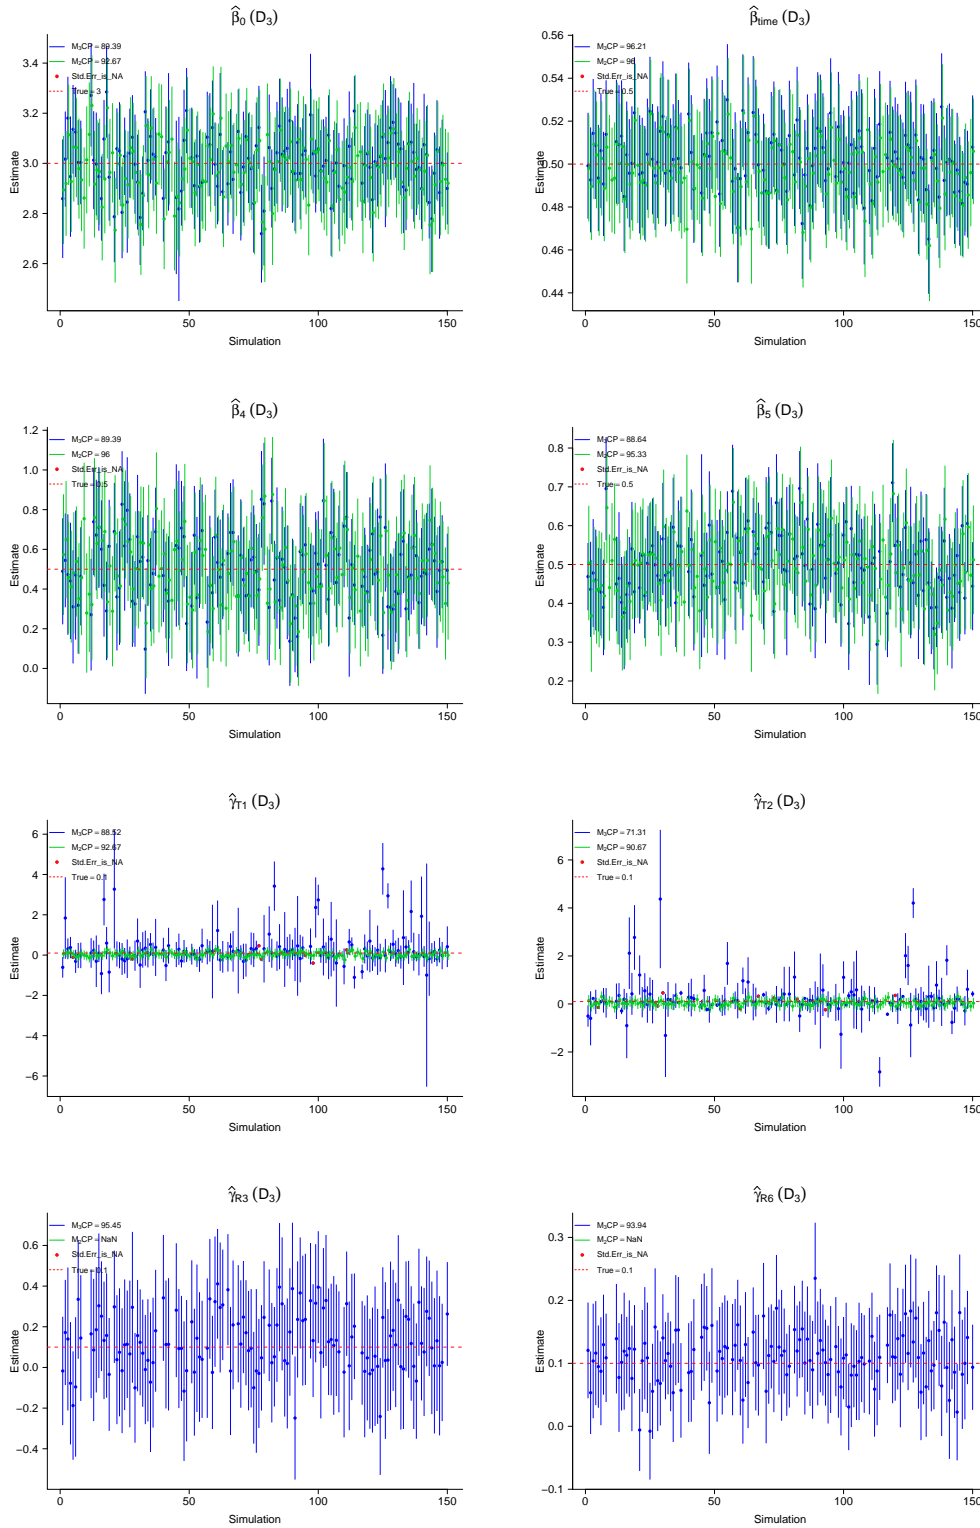 β̂₀ (D₃)
M₃CP = 89.39
M₂CP = 92.67
Std.Err_is_NA
True = 3
Estimate
3.4
3.2
3.0
2.8
2.6
0
50
100
150
Simulation
β̂time (D₃)
M₃CP = 96.21
M₂CP = 96
Std.Err_is_NA
True = 0.5
Estimate
0.56
0.54
0.52
0.50
0.48
0.46
0.44
0
50
100
150
Simulation
β̂₄ (D₃)
M₃CP = 89.39
M₂CP = 96
Std.Err_is_NA
True = 0.5
Estimate
1.2
1.0
0.8
0.6
0.4
0.2
0.0
0
50
100
150
Simulation
β̂₅ (D₃)
M₃CP = 88.64
M₂CP = 95.33
Std.Err_is_NA
True = 0.5
Estimate
0.8
0.7
0.6
0.5
0.4
0.3
0.2
0
50
100
150
Simulation
γ̂T1 (D₃)
M₃CP = 88.52
M₂CP = 92.67
Std.Err_is_NA
True = 0.1
Estimate
6
4
2
0
−2
−4
−6
0
50
100
150
Simulation
γ̂T2 (D₃)
M₃CP = 71.31
M₂CP = 90.67
Std.Err_is_NA
True = 0.1
Estimate
6
4
2
0
−2
0
50
100
150
Simulation
γ̂R3 (D₃)
M₃CP = 95.45
M₂CP = NaN
Std.Err_is_NA
True = 0.1
Estimate
0.6
0.4
0.2
0.0
−0.2
−0.4
0
50
100
150
Simulation
γ̂R6 (D₃)
M₃CP = 93.94
M₂CP = NaN
Std.Err_is_NA
True = 0.1
Estimate
0.3
0.2
0.1
0.0
−0.1
0
50
100
150
Simulation